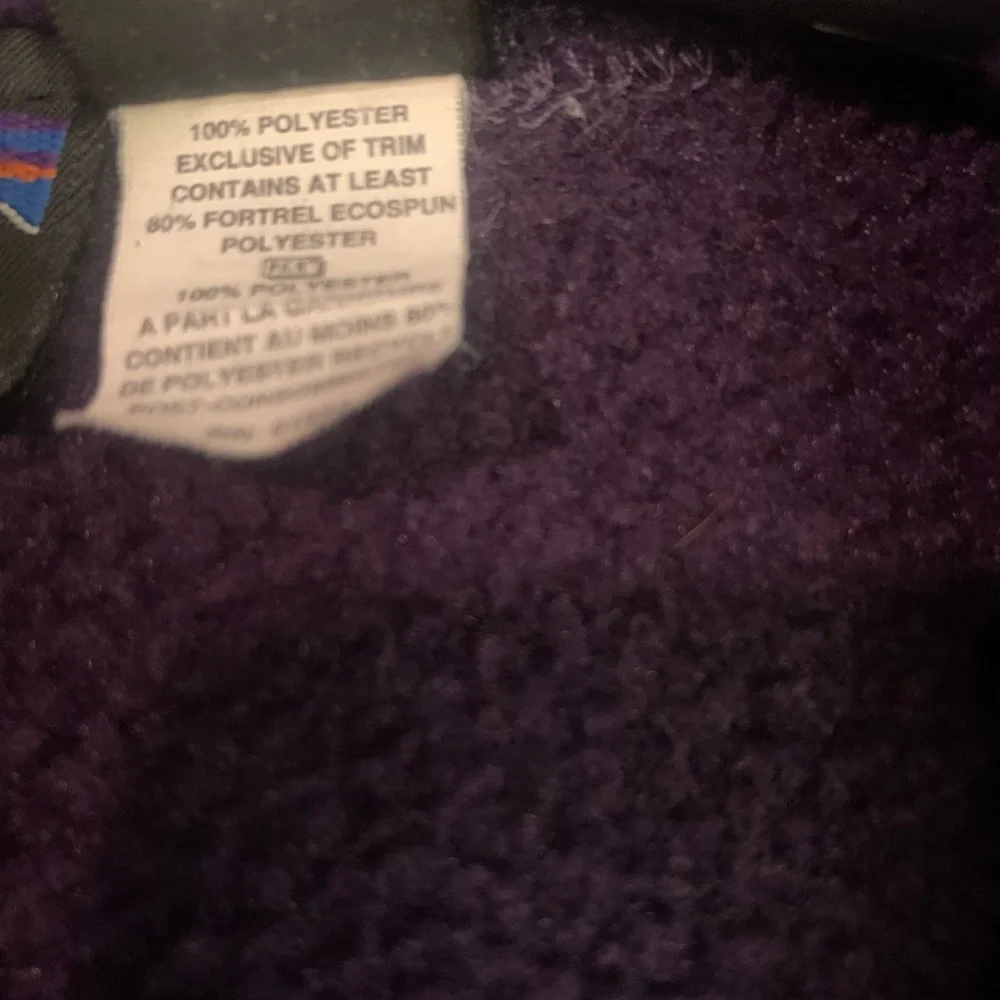 100% POLYESTER
EXCLUSIVE OF TRIM
CONTAINS AT LEAST
80% FORTREL ECOSPUN
POLYESTER
100% POLYESTER
A PART LA
CONTIENT AU MOINS 80%
DE POLYESTER